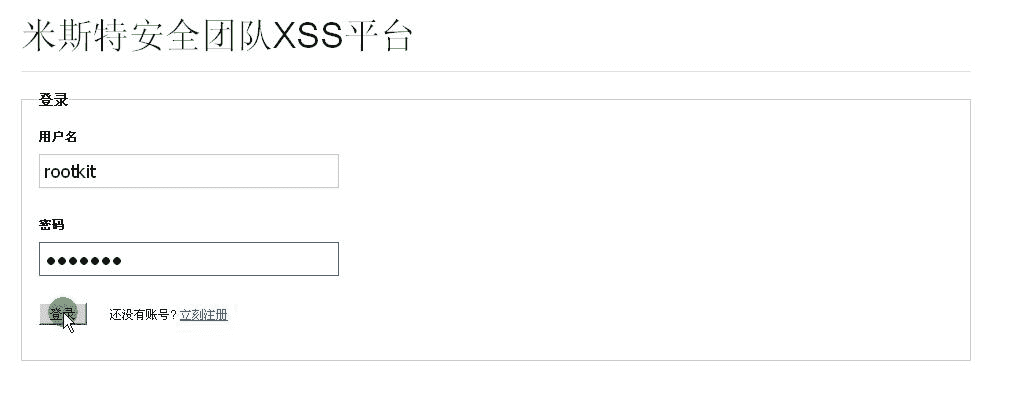 米斯特安全团队XSS平台
登录
用户名
rootkit
密码
●●●●●●●
登录 还没有账号? 立刻注册